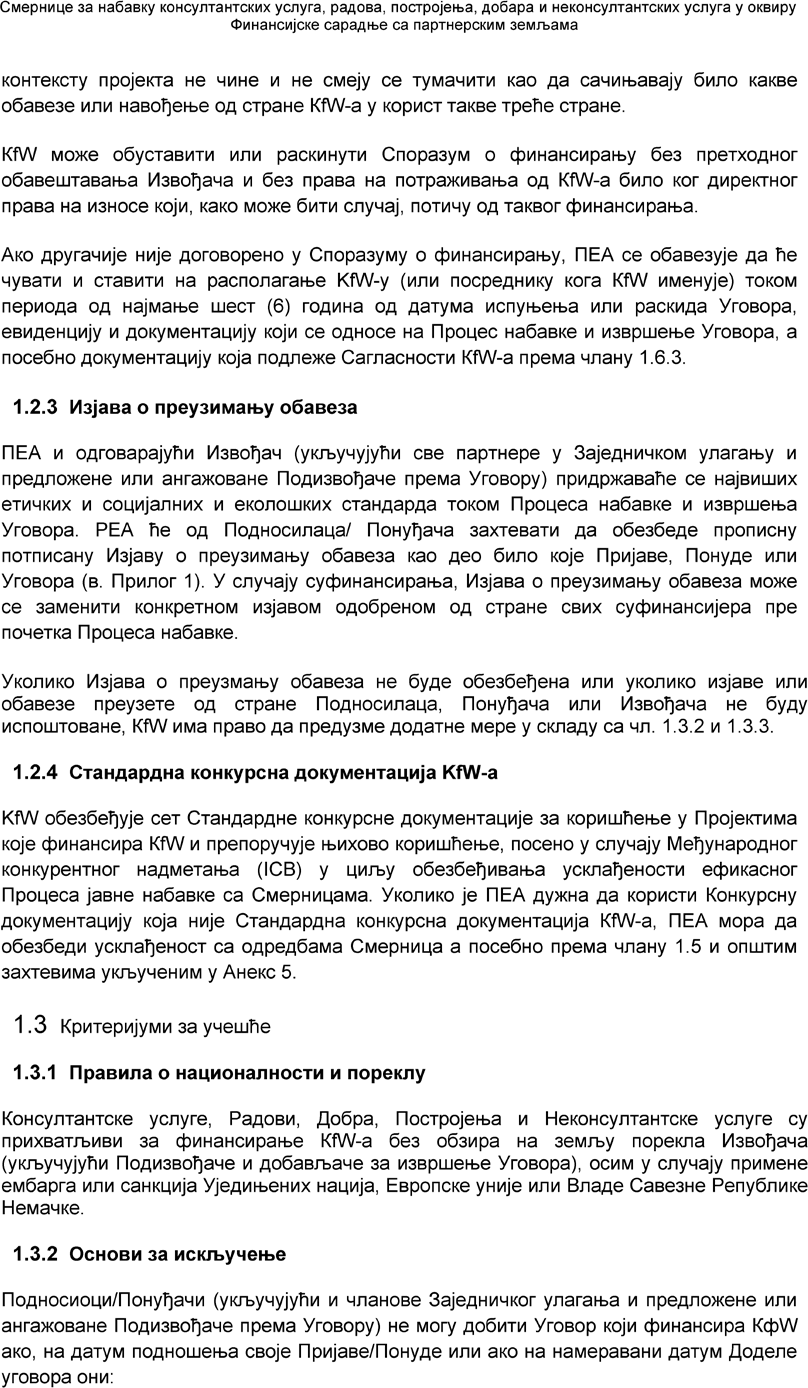 Смернице за набавку консултантских услуга, радова, постројења, добара и неконсултантских услуга у оквиру
Финансијске сарадње са партнерским земљама
контексту пројекта не чине и не смеју се тумачити као да сачињавају било какве
обавезе или навођење од стране KfW-а у корист такве треће стране.
KfW може обуставити или раскинути Споразум о финансирању без претходног
обавештавања Извођача и без права на потраживања од KfW-а било ког директног
права на износе који, како може бити случај, потичу од таквог финансирања.
Ако другачије није договорено у Споразуму о финансирању, ПЕА се обавезује да ће
чувати и ставити на располагање KfW-у (или посреднику кога KfW именује) током
периода од најмање шест (6) година од датума испуњења или раскида Уговора,
евиденцију и документацију који се односе на Процес набавке и извршење Уговора, а
посебно документацију која подлеже Сагласности KfW-а према члану 1.6.3.
1.2.3 Изјава о преузимању обавеза
ПЕА и одговарајући Извођач (укључујући све партнере у Заједничком улагању и
предложене или ангажоване Подизвођаче према Уговору) придржаваће се највиших
етичких и социјалних и еколошких стандарда током Процеса набавке и извршења
Уговора. РЕА ће од Подносилаца/ Понуђача захтевати да обезбеде прописну
потписану Изјаву о преузимању обавеза као део било које Пријаве, Понуде или
Уговора (в. Прилог 1). У случају суфинансирања, Изјава о преузимању обавеза може
се заменити конкретном изјавом одобреном од стране свих суфинансијера пре
почетка Процеса набавке.
Уколико Изјава о преузмању обавеза не буде обезбеђена или уколико изјаве или
обавезе преузете од стране Подносилаца, Понуђача или Извођача не буду
испоштоване, KfW има право да предузме додатне мере у складу са чл. 1.3.2 и 1.3.3.
1.2.4 Стандардна конкурсна документација KfW-а
KfW обезбеђује сет Стандардне конкурсне документације за коришћење у Пројектима
које финансира KfW и препоручује њихово коришћење, посено у случају Међународног
конкурентног надметања (ICB) у циљу обезбеђивања усклађености ефикасног
Процеса јавне набавке са Смерницама. Уколико је ПЕА дужна да користи Конкурсну
документацију која није Стандардна конкурсна документација KfW-а, ПЕА мора да
обезбеди усклађеност са одредбама Смерница а посебно према члану 1.5 и општим
захтевима укљученим у Анекс 5.
1.3 Критеријуми за учешће
1.3.1 Правила о националности и пореклу
Консултантске услуге, Радови, Добра, Постројења и Неконсултантске услуге су
прихватљиви за финансирање KfW-а без обзира на земљу порекла Извођача
(укључујући Подизвођаче и добављаче за извршење Уговора), осим у случају примене
ембарга или санкција Уједињених нација, Европске уније или Владе Савезне Републике
Немачке.
1.3.2 Основи за искључење
Подносиоци/Понуђачи (укључујући и чланове Заједничког улагања и предложене или
ангажоване Подизвођаче према Уговору) не могу добити Уговор који финансира КфW
ако, на датум подношења своје Пријаве/Понуде или ако на намеравани датум Доделе
уговора они: